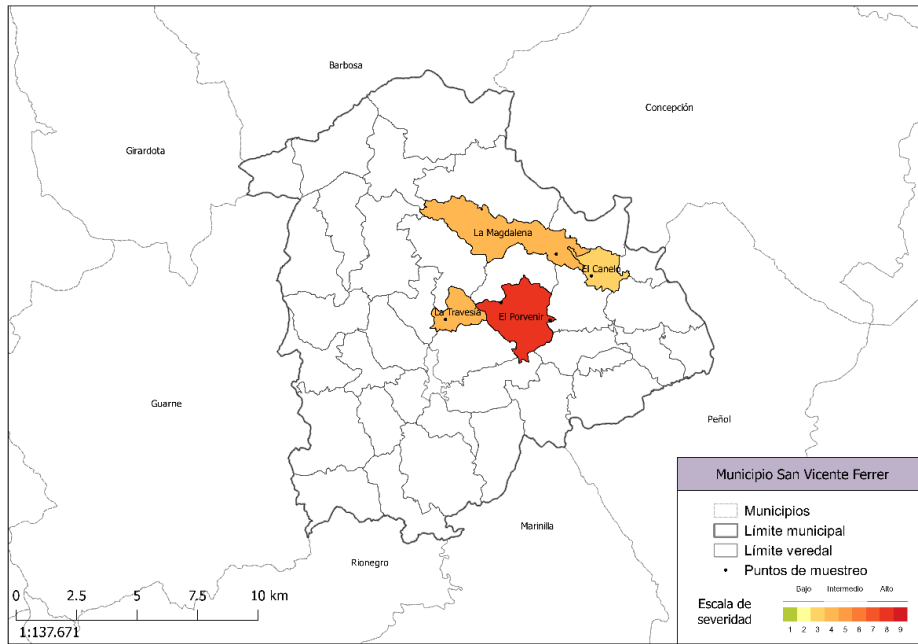 Barbosa
Concepción
Girardota
La Magdalena
El Canelo
La Travesía
El Porvenir
Guarne
Peñol
Marinilla
Rionegro
0 2.5 5 7.5 10 km
1:137.671
Municipio San Vicente Ferrer
Municipios
Límite municipal
Límite veredal
Puntos de muestreo
Bajo Intermedio Alto
Escala de
severidad
1 2 3 4 5 6 7 8 9